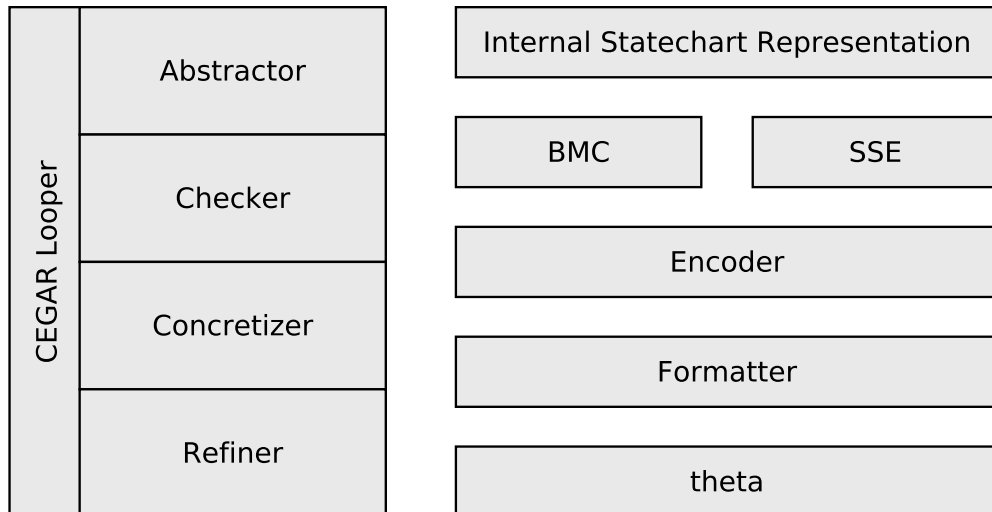 CEGAR Looper
Abstractor
Checker
Concretizer
Refiner
Internal Statechart Representation
BMC
SSE
Encoder
Formatter
theta